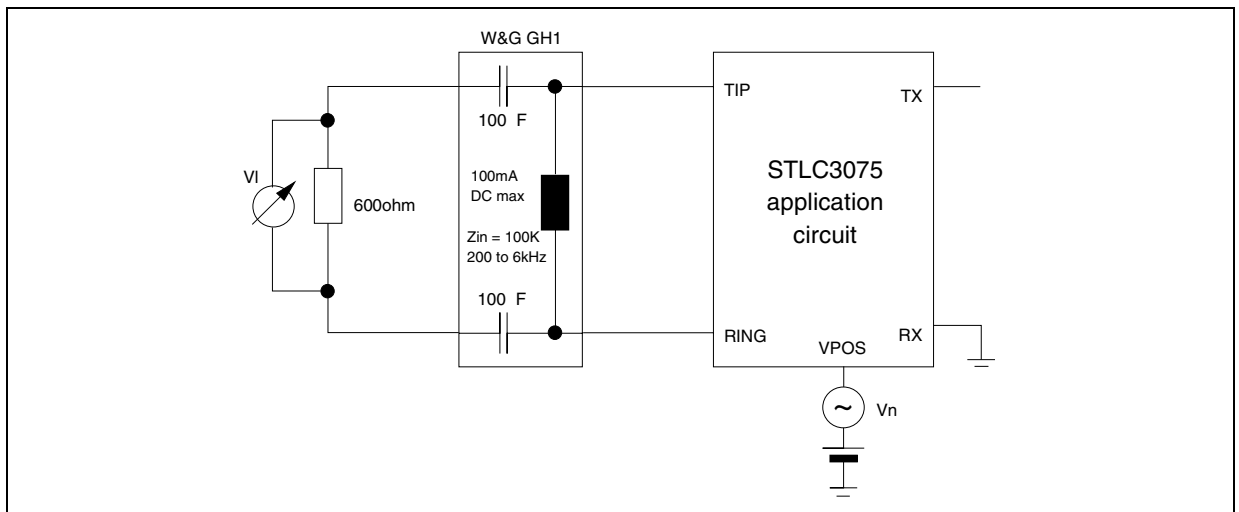 W&G GH1
100 F
TIP
TX
100mA
DC max
VI
600ohm
STLC3075
application
circuit
Zin = 100K
200 to 6kHz
100 F
RING
RX
VPOS
~
Vn